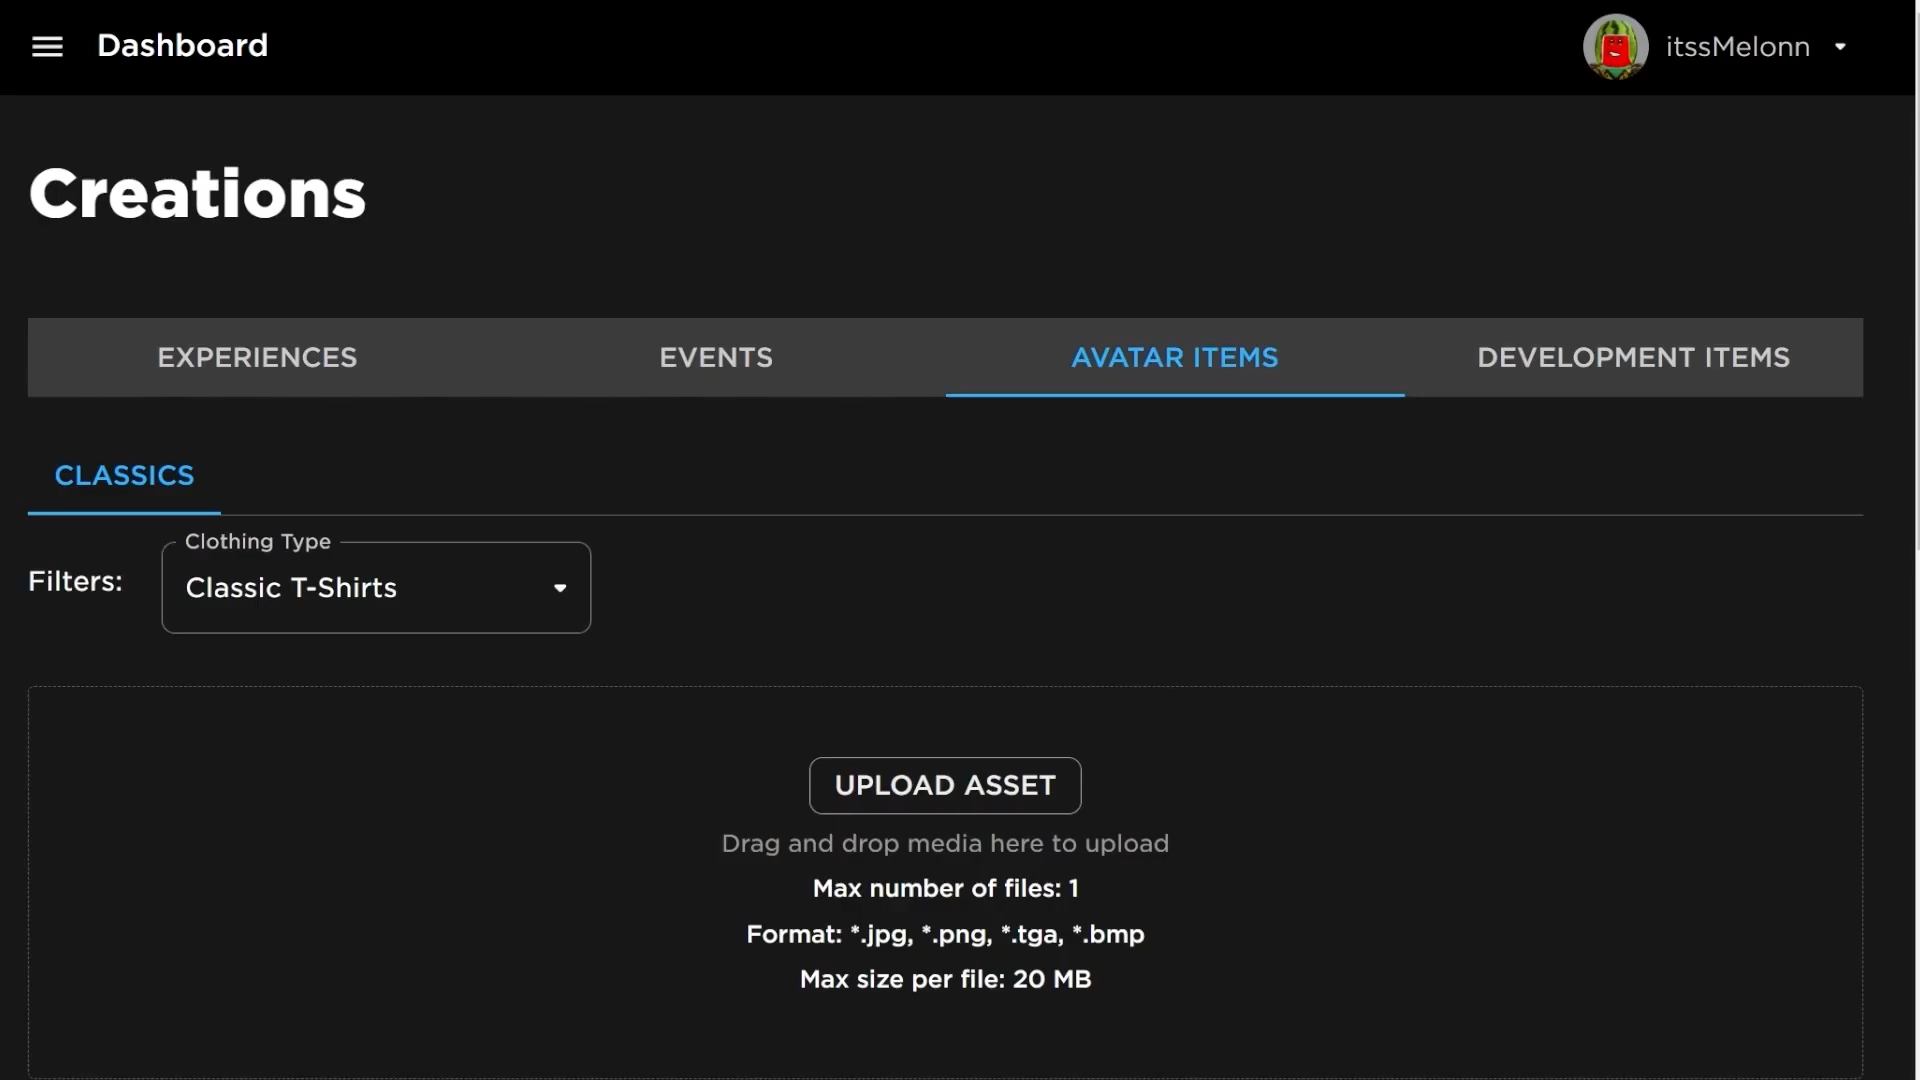 Dashboard
itssMelonn
Creations
EXPERIENCES
EVENTS
AVATAR ITEMS
DEVELOPMENT ITEMS
CLASSICS
Clothing Type
Filters:
Classic T-Shirts
UPLOAD ASSET
Drag and drop media here to upload
Max number of files: 1
Format: *.jpg, *.png, *.tga, *.bmp
Max size per file: 20 MB